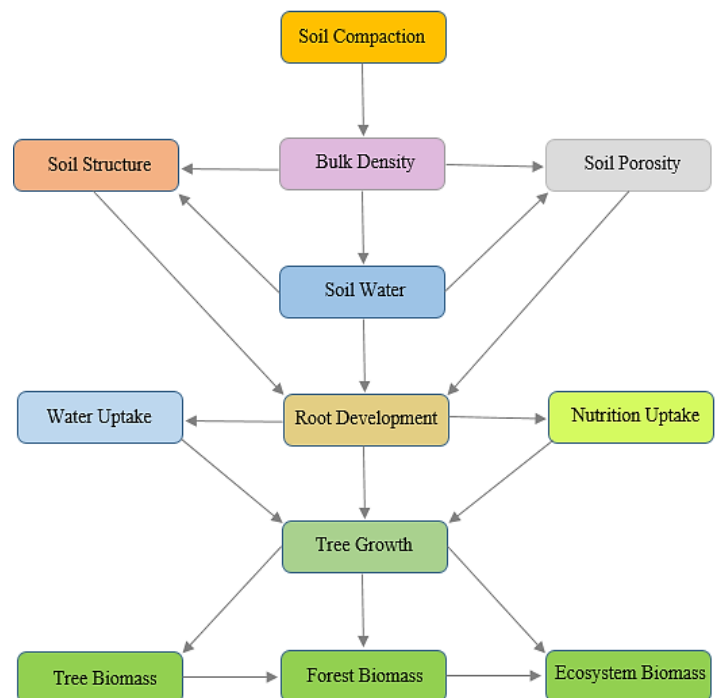 Soil Compaction
Soil Structure
Bulk Density
Soil Porosity
Soil Water
Water Uptake
Root Development
Nutrition Uptake
Tree Growth
Tree Biomass
Forest Biomass
Ecosystem Biomass